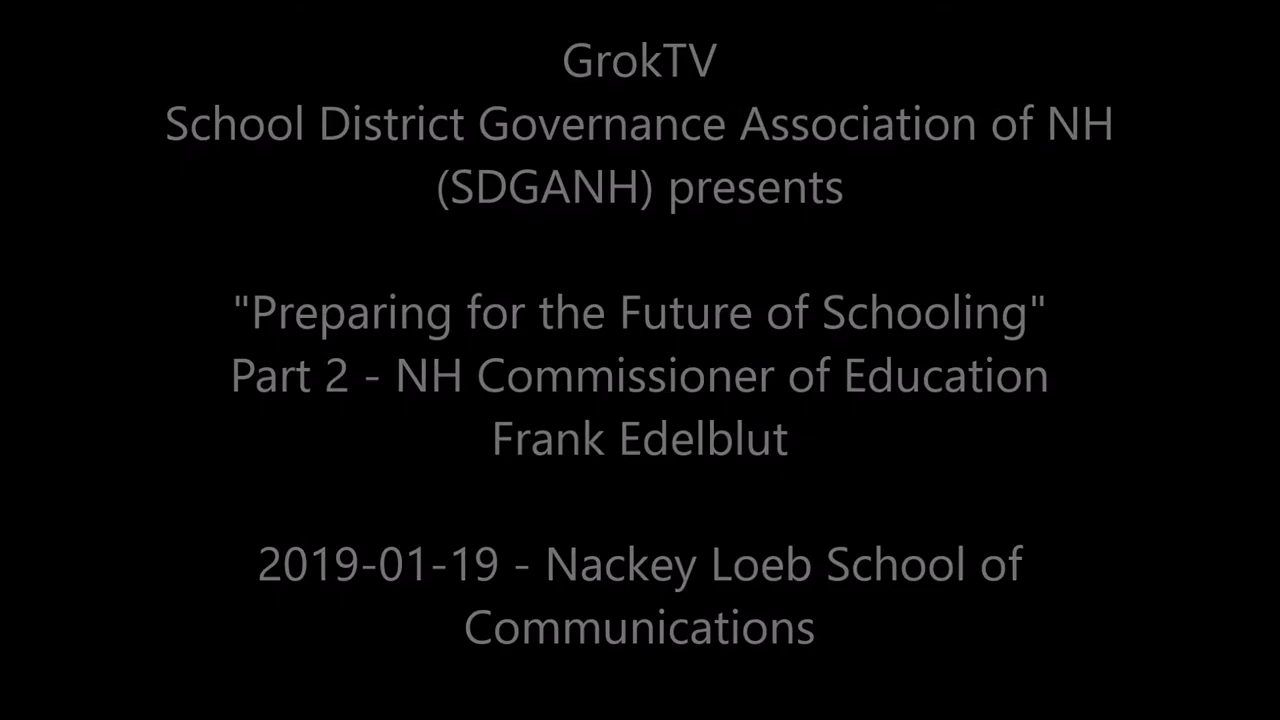 GrokTV
School District Governance Association of NH
(SDGANH) presents
"Preparing for the Future of Schooling"
Part 2 - NH Commissioner of Education
Frank Edelblut
2019-01-19 - Nackey Loeb School of
Communications